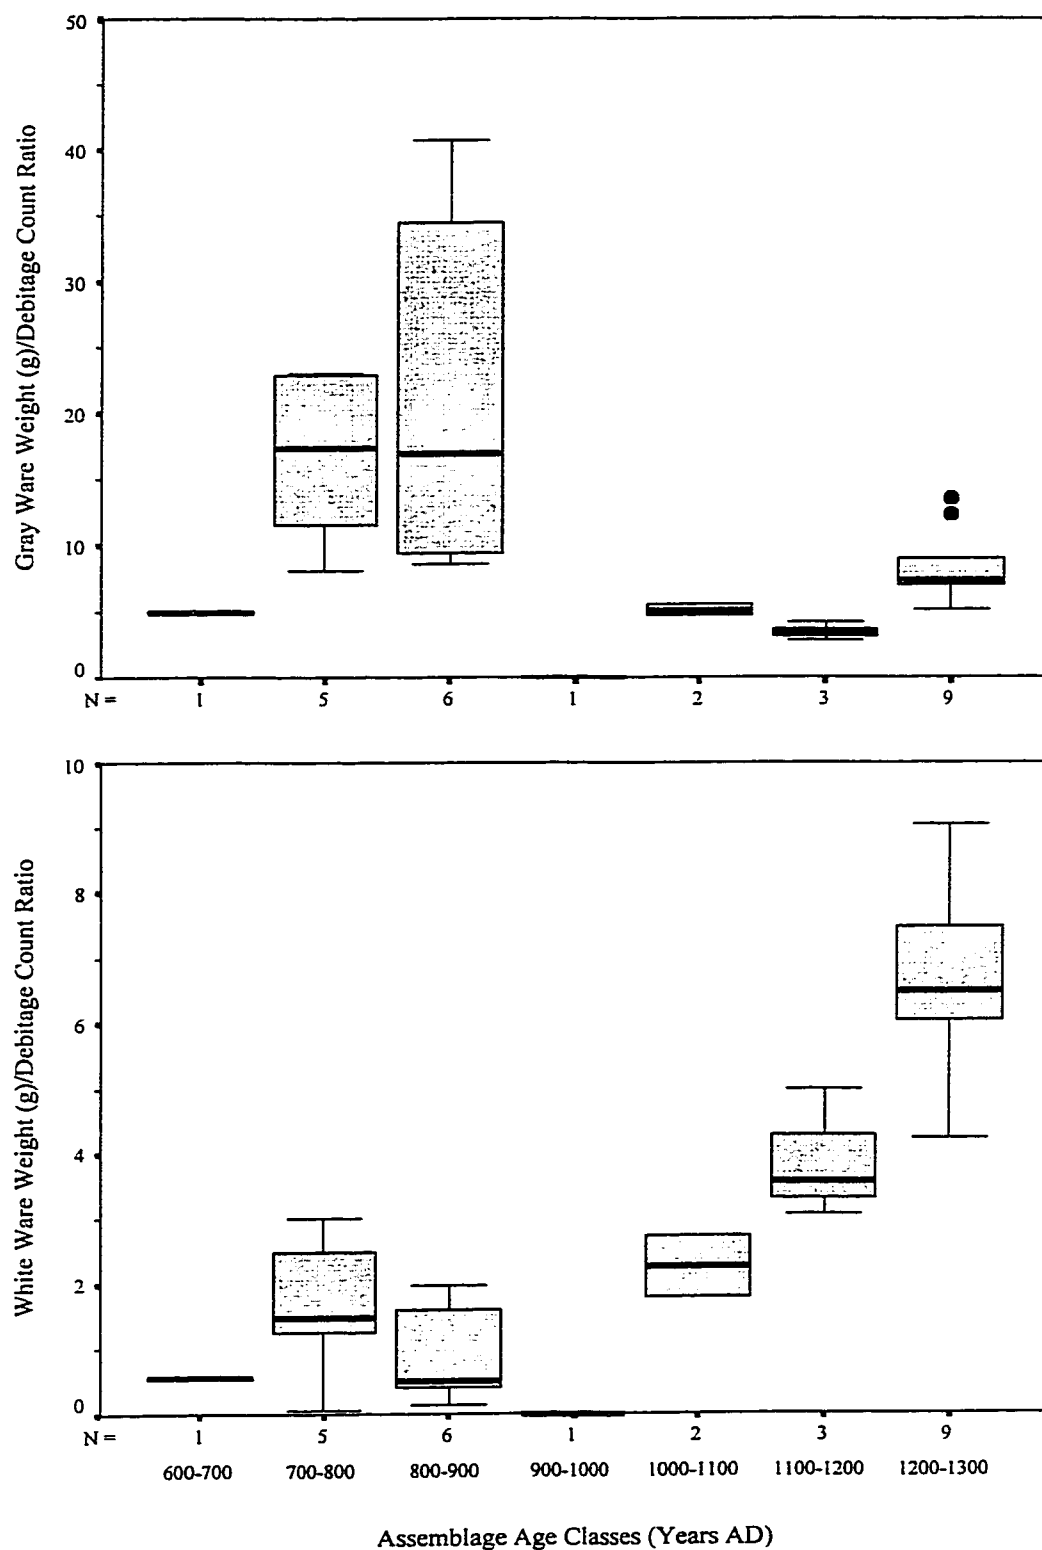 Gray Ware Weight (g)/Debitage Count Ratio
50
40
30
20
10
0
N = 1 5 6 1 2 3 9
White Ware Weight (g)/Debitage Count Ratio
10
8
6
4
2
0
N = 1 5 6 1 2 3 9
600-700 700-800 800-900 900-1000 1000-1100 1100-1200 1200-1300
Assemblage Age Classes (Years AD)